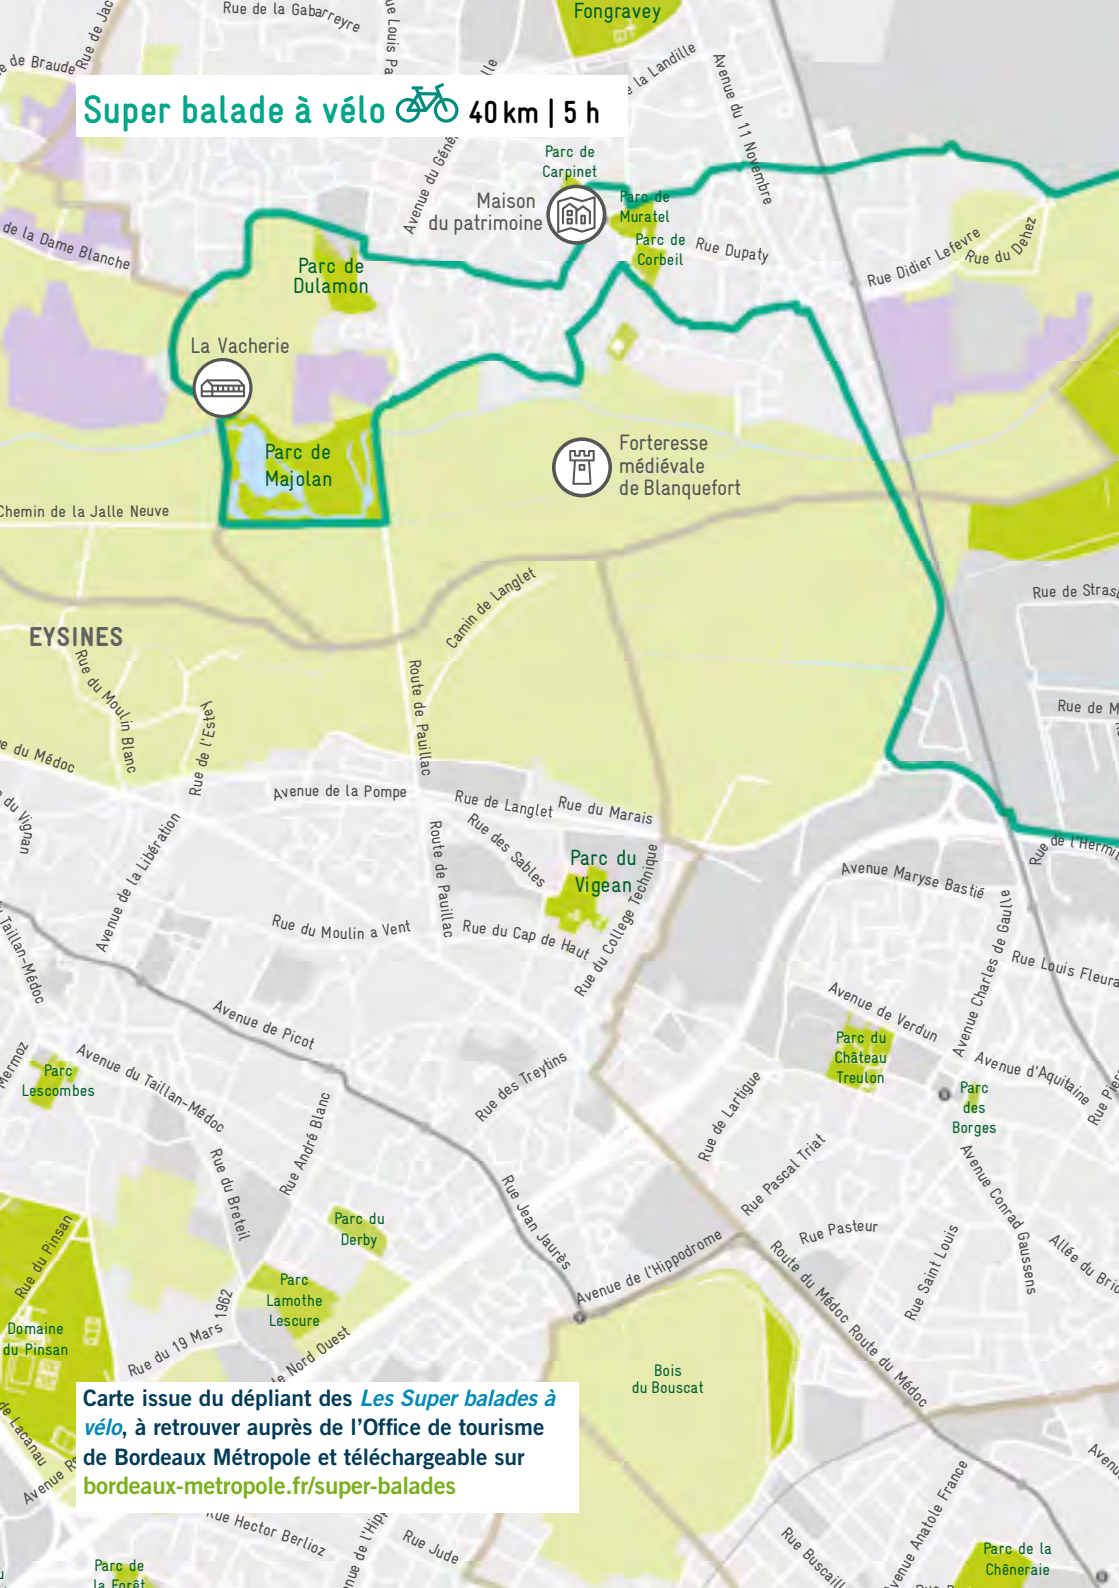 Rue de la Gabarreyre
Fongravey
Super balade à vélo 40 km | 5 h
Avenue du 11 Novembre
Parc de
Carpinet
Maison
du patrimoine
Parc de
Muratel
Parc de
Corbeil
Rue Dupaty
Rue Didier Lefevre
Rue du Dehez
de la Dame Blanche
Parc de
Dulamon
La Vacherie
Parc de
Majolan
Forteresse
médiévale
de Blanquefort
Chemin de la Jalle Neuve
Camin de Langlet
EYSINES
Rue du Moulin Blanc
Rue de l'Estey
Route de Pauillac
du Médoc
du Vignan
Avenue de la Pompe
Rue de Langlet
Rue du Marais
Rue des Sables
Route de Pauillac
Avenue de la Libération
Parc du
Vigean
Rue du College Technique
Rue du Moulin a Vent
Rue du Cap de Haut
Avenue Maryse Bastié
Avenue Charles de Gaulle
Rue Louis
Taillan-Médoc
Avenue de Picot
Avenue de Verdun
Parc du
Château
Treulon
Avenue d'Aquitaine
Parc
des
Borges
Mermoz
Parc
Lescombes
Avenue du Taillan-Médoc
Rue des Treytins
Rue de Lartigue
Rue André Blanc
Rue du Breteil
Rue Pascal Triat
Avenue Conrad Gaussens
Rue Jean Jaurès
Parc du
Derby
Rue Pasteur
Rue Saint Louis
Allée du
Rue du Pinsan
Avenue de l'Hippodrome
Route du Médoc
Route du Médoc
Parc
Lamothe
Lescure
Domaine
du Pinsan
Rue du 19 Mars 1962
Nord Ouest
Bois
du Bouscat
de Lacanau
Carte issue du dépliant des Les Super balades à
vélo, à retrouver auprès de l'Office de tourisme
de Bordeaux Métropole et téléchargeable sur
bordeaux-metropole.fr/super-balades
Rue Hector Berlioz
Rue Jude
Anatole France
Parc de la
Chêneraie
Parc de
la Forêt